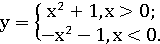 y = { x² + 1, x > 0;
−x² − 1, x < 0.